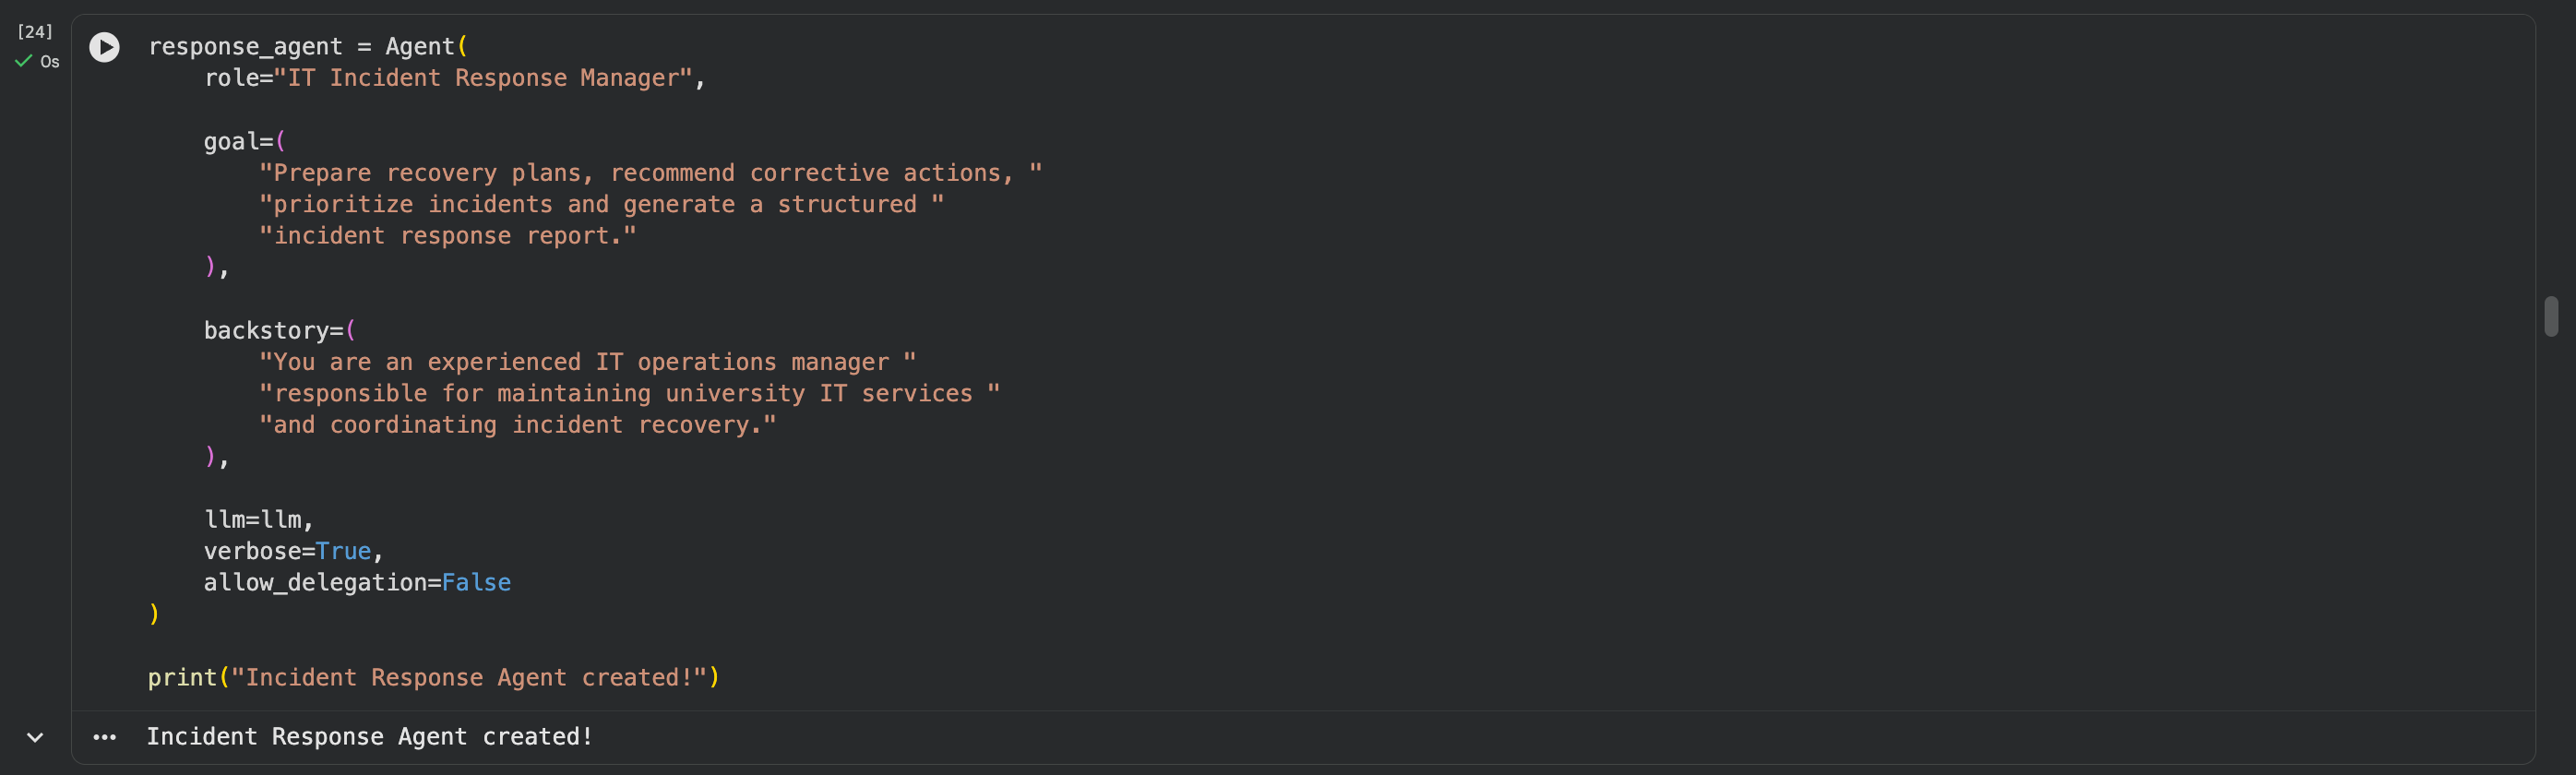 [24]
0s
response_agent = Agent(
    role="IT Incident Response Manager",
    goal=(
        "Prepare recovery plans, recommend corrective actions, "
        "prioritize incidents and generate a structured "
        "incident response report."
    ),
    backstory=(
        "You are an experienced IT operations manager "
        "responsible for maintaining university IT services "
        "and coordinating incident recovery."
    ),
    llm=llm,
    verbose=True,
    allow_delegation=False
)
print("Incident Response Agent created!")
Incident Response Agent created!